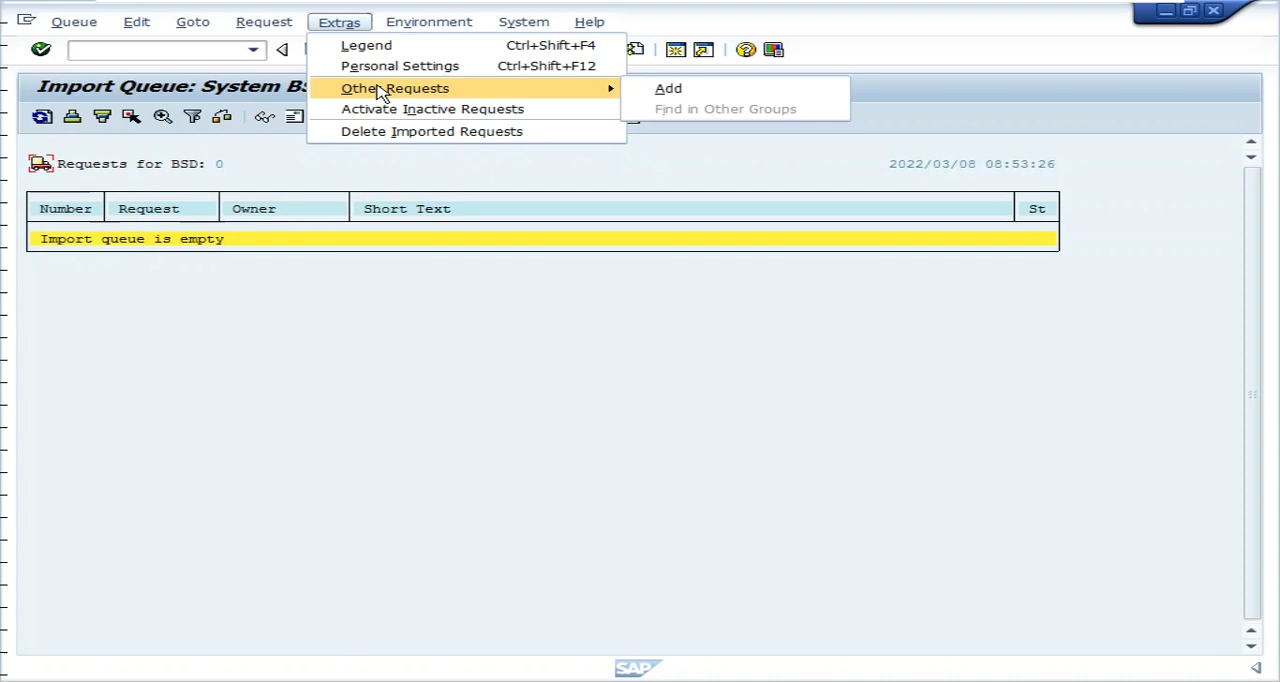 Queue Edit Goto Request Extras Environment System Help
Legend Ctrl+Shift+F4
Personal Settings Ctrl+Shift+F12
Import Queue: System BS
Other Requests Add
Activate Inactive Requests Find in Other Groups
Delete Imported Requests
Requests for BSD: 0 2022/03/08 08:53:26
Number Request Owner Short Text St
Import queue is empty
SAP